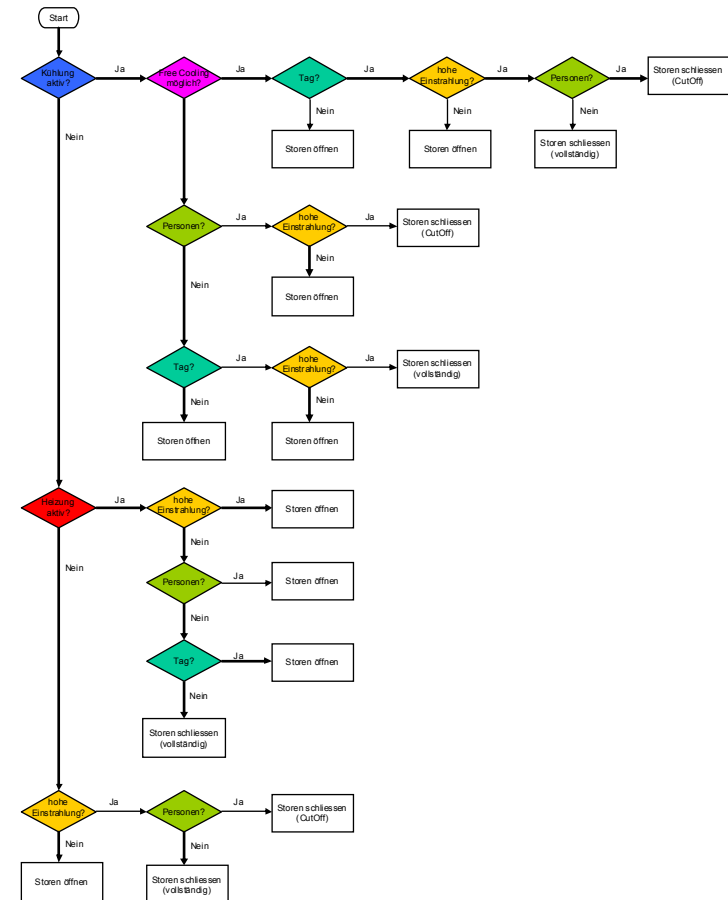 Start
Kühlung
aktiv?
Ja
Free Cooling
möglich?
Ja
Tag?
Ja
hohe
Einstrahlung?
Ja
Personen?
Ja
Storen schliessen
(CutOff)
Nein
Nein
Nein
Nein
Storen öffnen
Storen öffnen
Storen schliessen
(vollständig)
Personen?
Ja
hohe
Einstrahlung?
Ja
Storen schliessen
(CutOff)
Nein
Nein
Storen öffnen
Tag?
Ja
hohe
Einstrahlung?
Ja
Storen schliessen
(vollständig)
Nein
Nein
Storen öffnen
Storen öffnen
Heizung
aktiv?
Ja
hohe
Einstrahlung?
Ja
Storen öffnen
Nein
Nein
Personen?
Ja
Storen öffnen
Nein
Tag?
Ja
Storen öffnen
Nein
Storen schliessen
(vollständig)
hohe
Einstrahlung?
Ja
Personen?
Ja
Storen schliessen
(CutOff)
Nein
Nein
Storen öffnen
Storen schliessen
(vollständig)